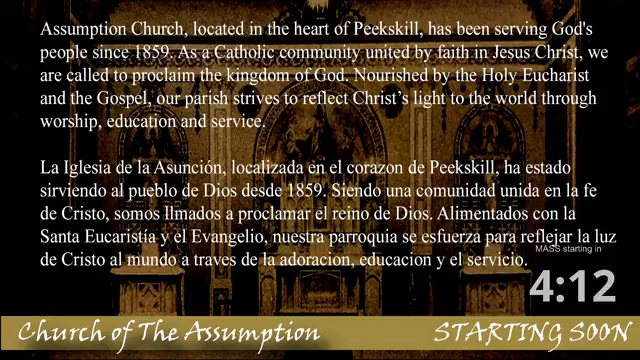 Assumption Church, located in the heart of Peekskill, has been serving God's
people since 1859. As a Catholic community united by faith in Jesus Christ, we
are called to proclaim the kingdom of God. Nourished by the Holy Eucharist
and the Gospel, our parish strives to reflect Christ’s light to the world through
worship, education and service.
La Iglesia de la Asunción, localizada en el corazon de Peekskill, ha estado
sirviendo al pueblo de Dios desde 1859. Siendo una comunidad unida en la fe
de Cristo, somos llmados a proclamar el reino de Dios. Alimentados con la
Santa Eucaristía y el Evangelio, nuestra parroquia se esfuerza para reflejar la luz
de Cristo al mundo a traves de la adoracion, educacion y el servicio.
MASS starting in
4:12
Church of The Assumption
STARTING SOON